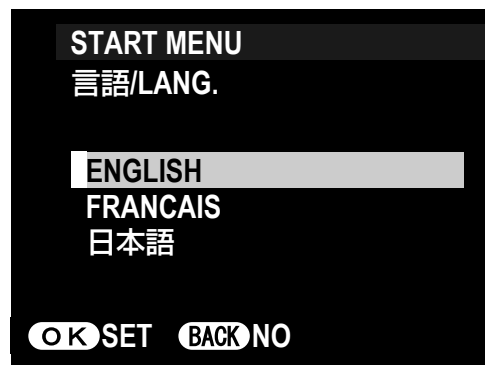 START MENU
言語/LANG.
ENGLISH
FRANCAIS
日本語
OK SET BACK NO